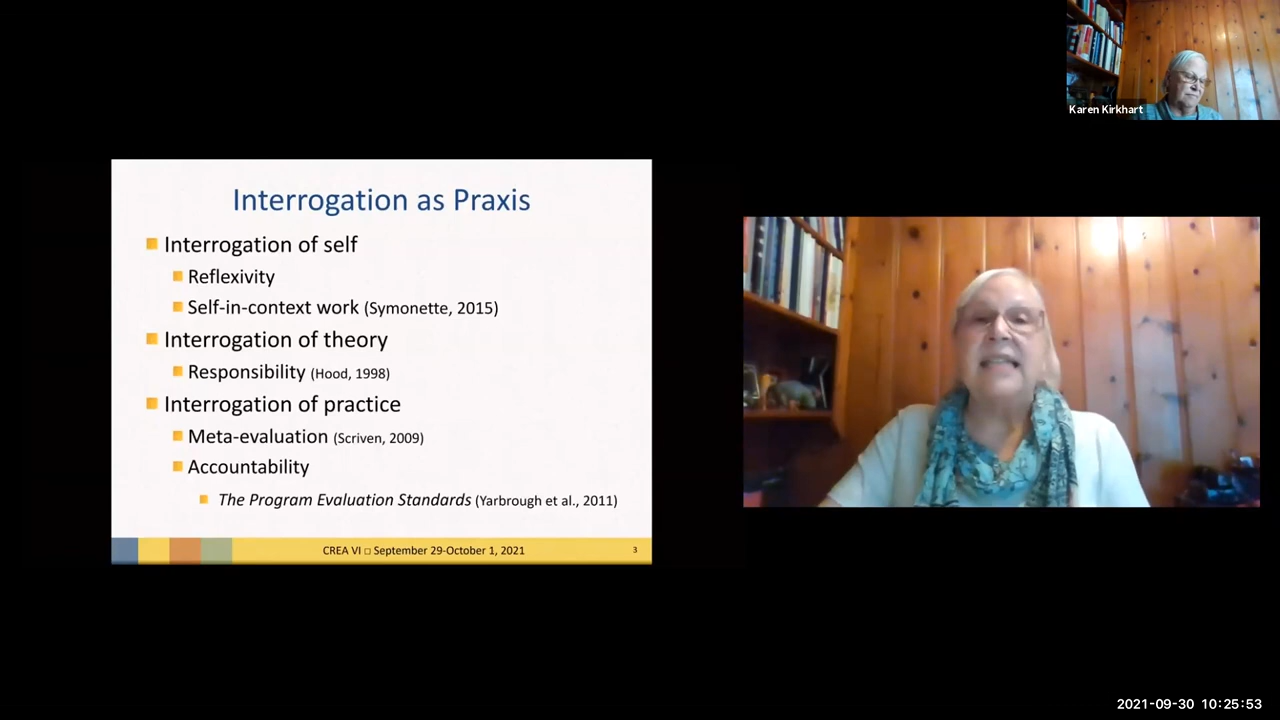 Karen Kirkhart
Interrogation as Praxis
Interrogation of self
Reflexivity
Self-in-context work (Symonette, 2015)
Interrogation of theory
Responsibility (Hood, 1998)
Interrogation of practice
Meta-evaluation (Scriven, 2009)
Accountability
The Program Evaluation Standards (Yarbrough et al., 2011)
CREA VI □ September 29-October 1, 2021 3
2021-09-30 10:25:53